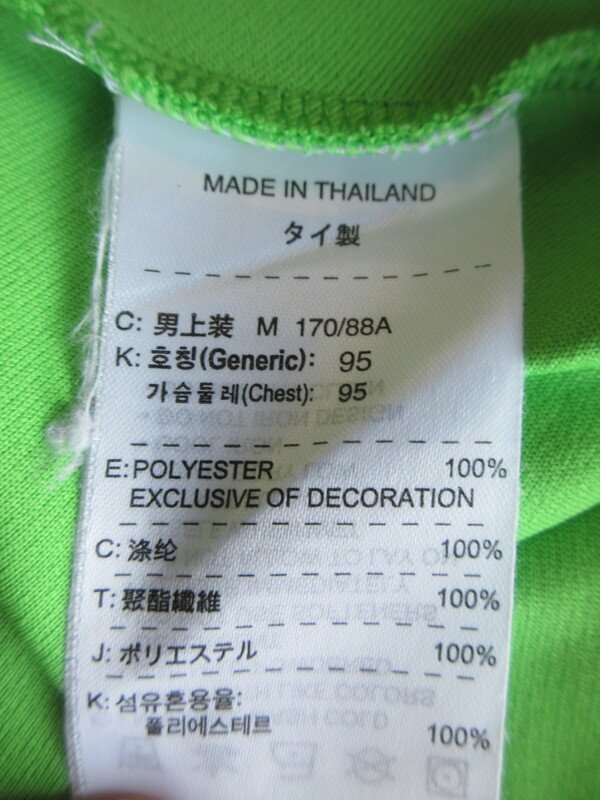 MADE IN THAILAND
タイ製
C: 男上装 M 170/88A
K: 호칭(Generic): 95
가슴둘레(Chest): 95
E: POLYESTER 100%
EXCLUSIVE OF DECORATION
C: 涤纶 100%
T: 聚酯纖維 100%
J: ポリエステル 100%
K: 섬유혼용율:
폴리에스테르 100%